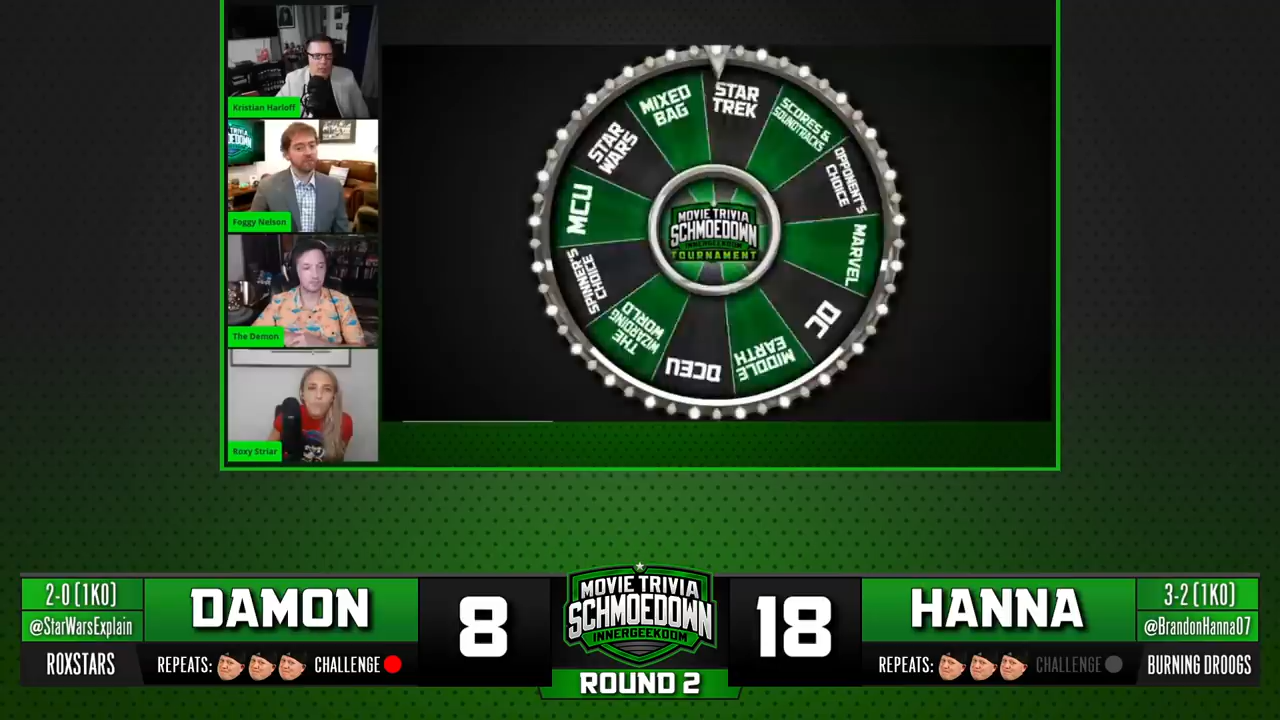 Kristian Harloff
Foggy Nelson
The Demon
Roxy Striar
STAR
TREK
SCORES &
SOUNDTRACKS
OPPONENT'S
CHOICE
MARVEL
DC
MIDDLE
EARTH
DCEU
THE
WIZARDING
WORLD
SPINNER'S
CHOICE
MCU
STAR
WARS
MIXED
BAG
MOVIE TRIVIA
SCHMOEDOWN
INNERGEEKDOM
TOURNAMENT
2-0 (1KO)
@StarWarsExplain
DAMON
8
ROXSTARS
REPEATS:
CHALLENGE
MOVIE TRIVIA
SCHMOEDOWN
INNERGEEKDOM
ROUND 2
18
HANNA
3-2 (1KO)
@BrandonHanna07
REPEATS:
CHALLENGE
BURNING DROOGS